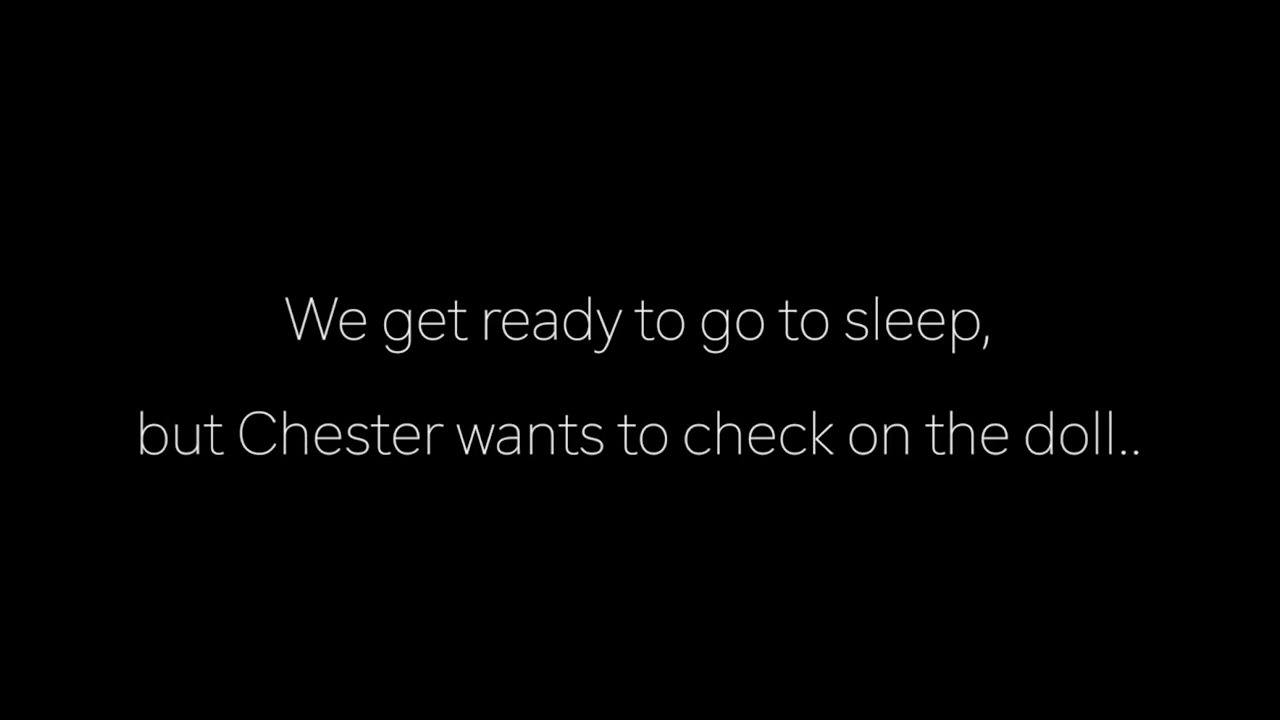 We get ready to go to sleep,
but Chester wants to check on the doll..